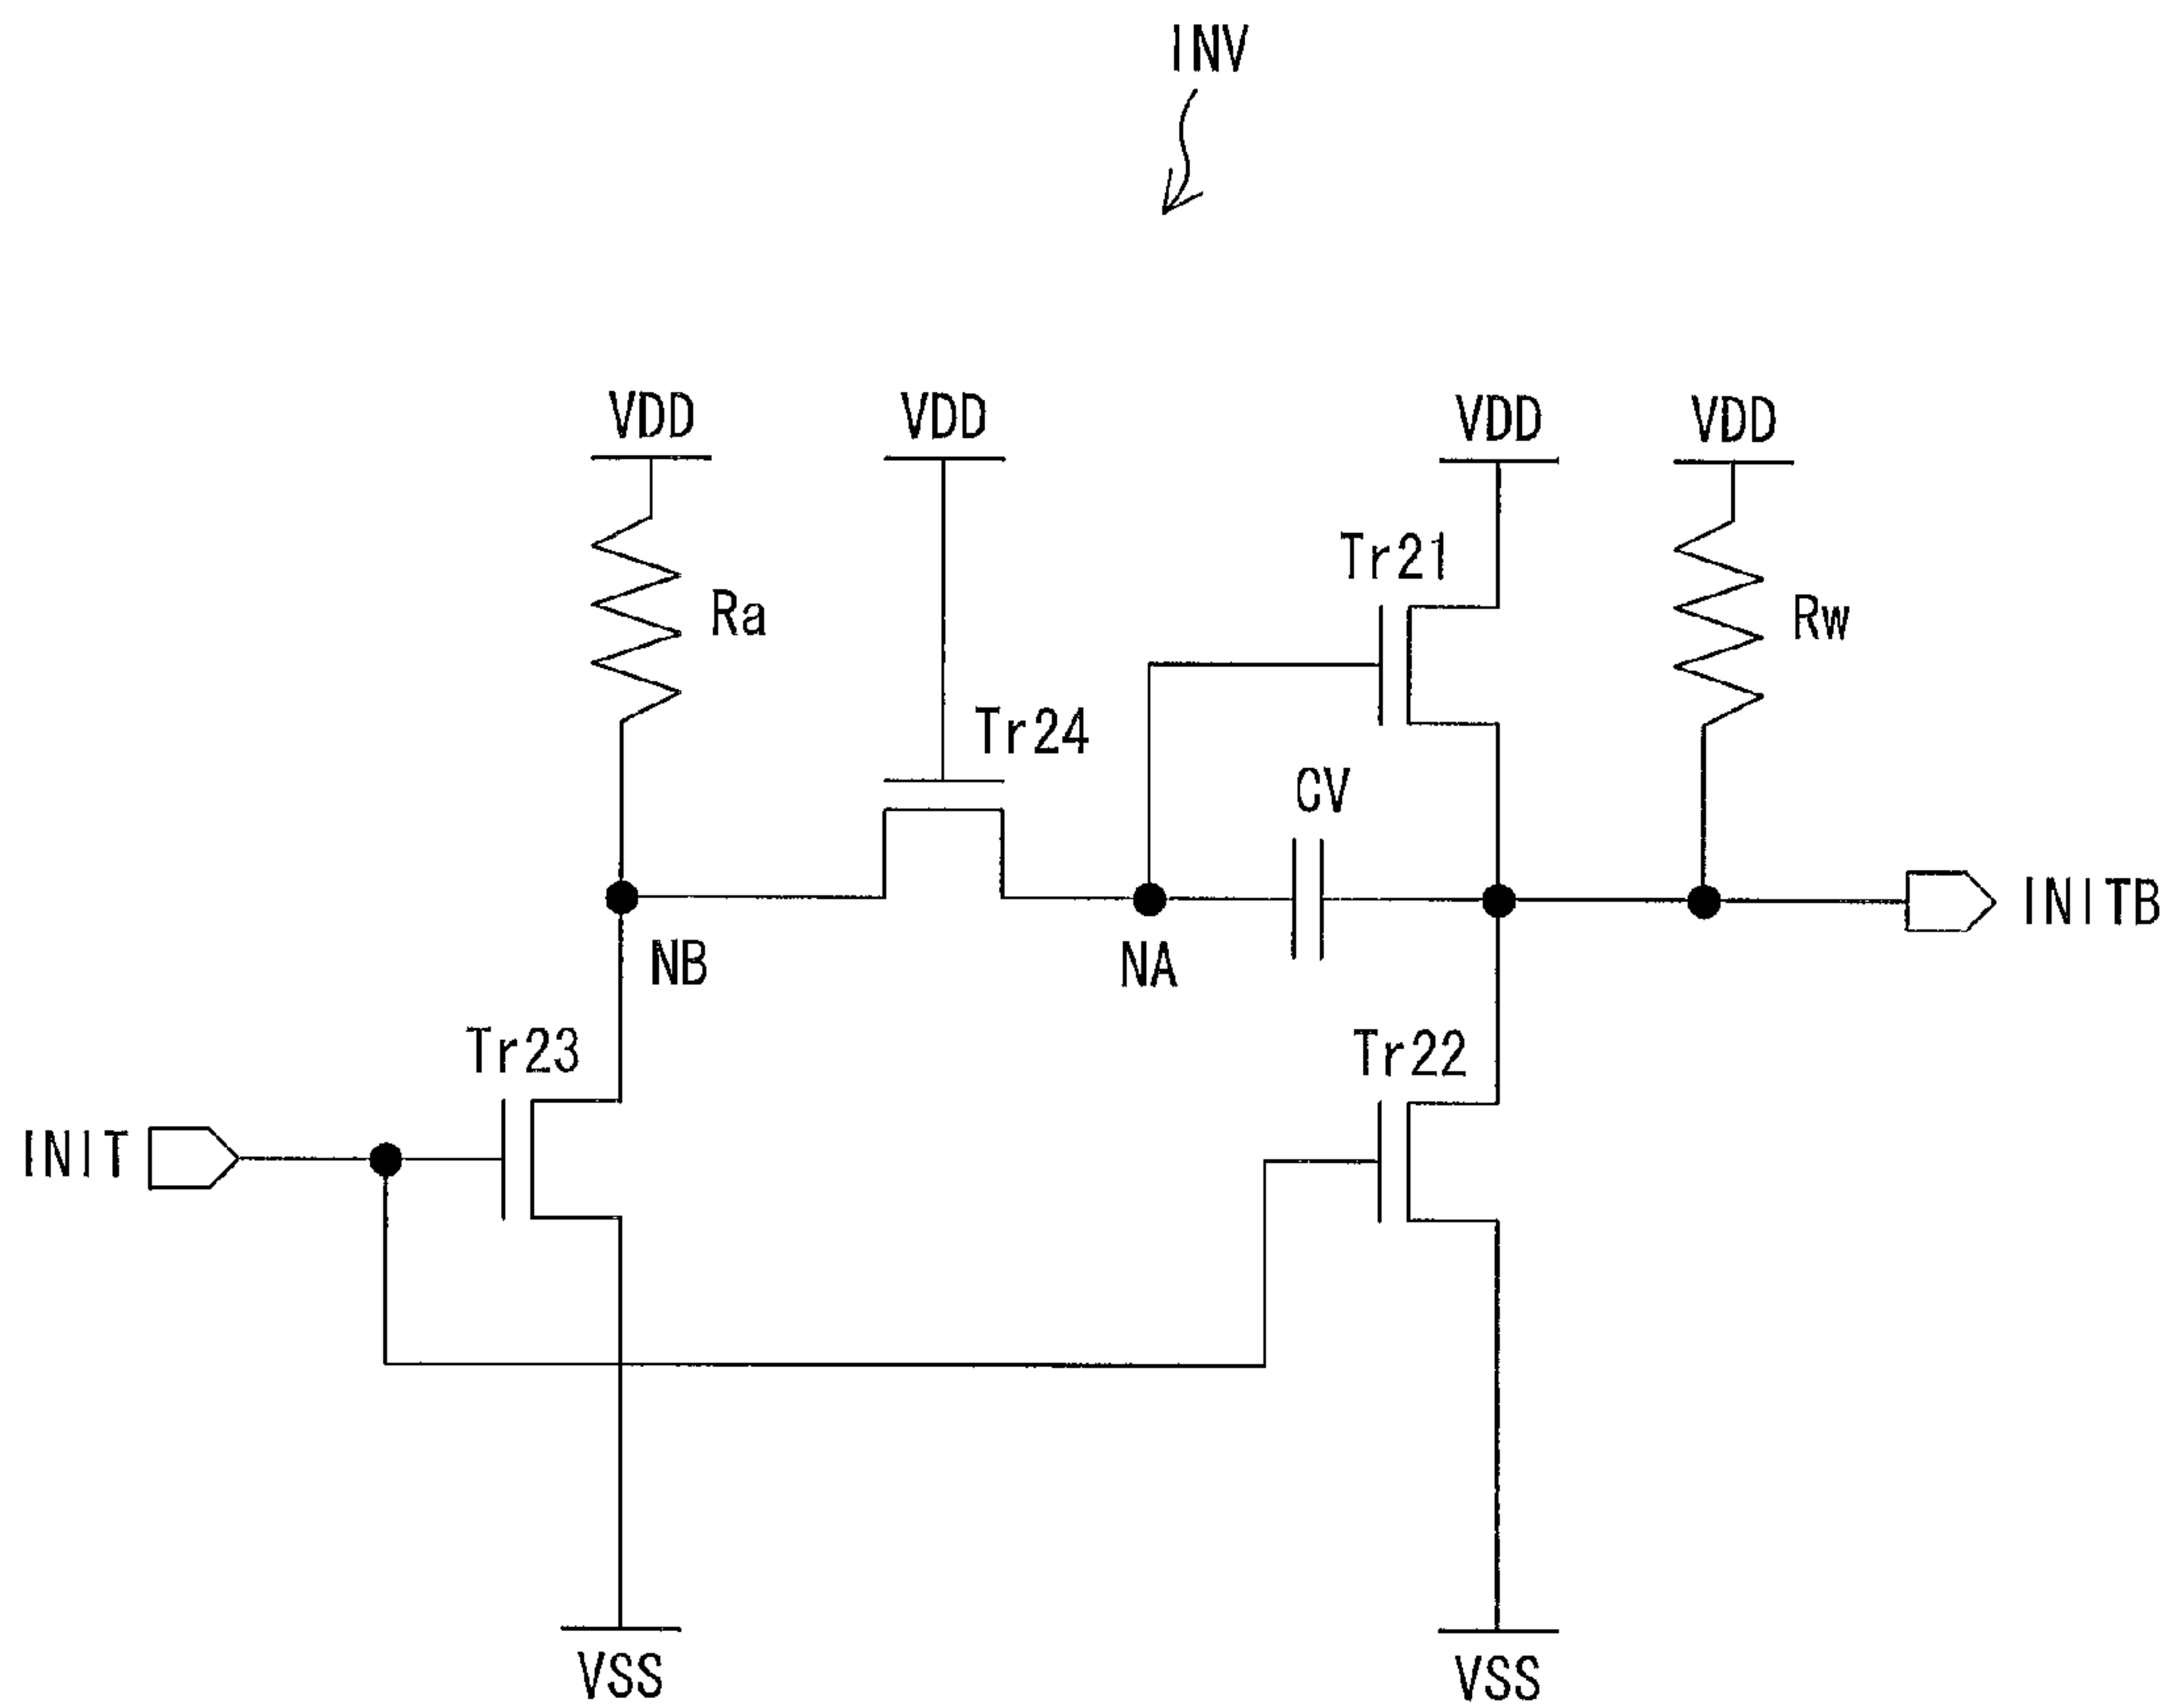 INV
VDD
VDD
VDD
VDD
Tr21
Ra
Rw
Tr24
CV
INITB
NB
NA
Tr23
Tr22
INIT
VSS
VSS